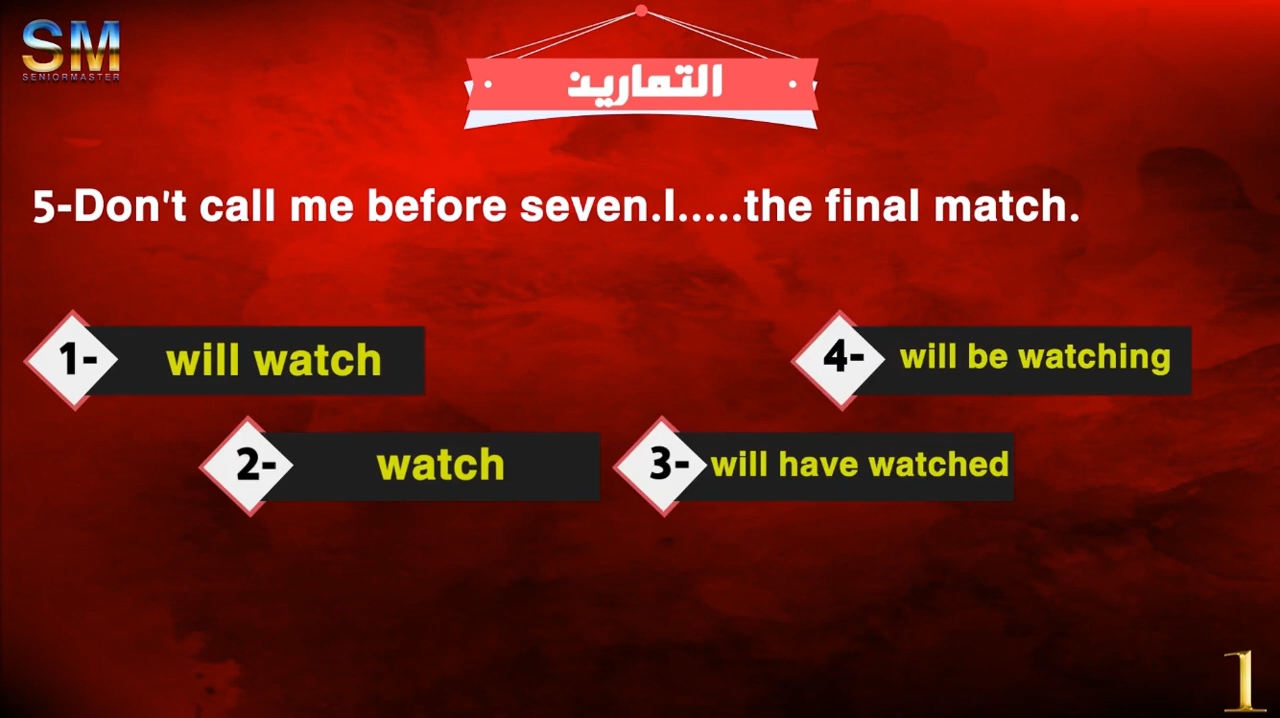 SM
SENIORMASTER
التمارين
5-Don't call me before seven.I.....the final match.
1- will watch
4- will be watching
2- watch
3- will have watched
1